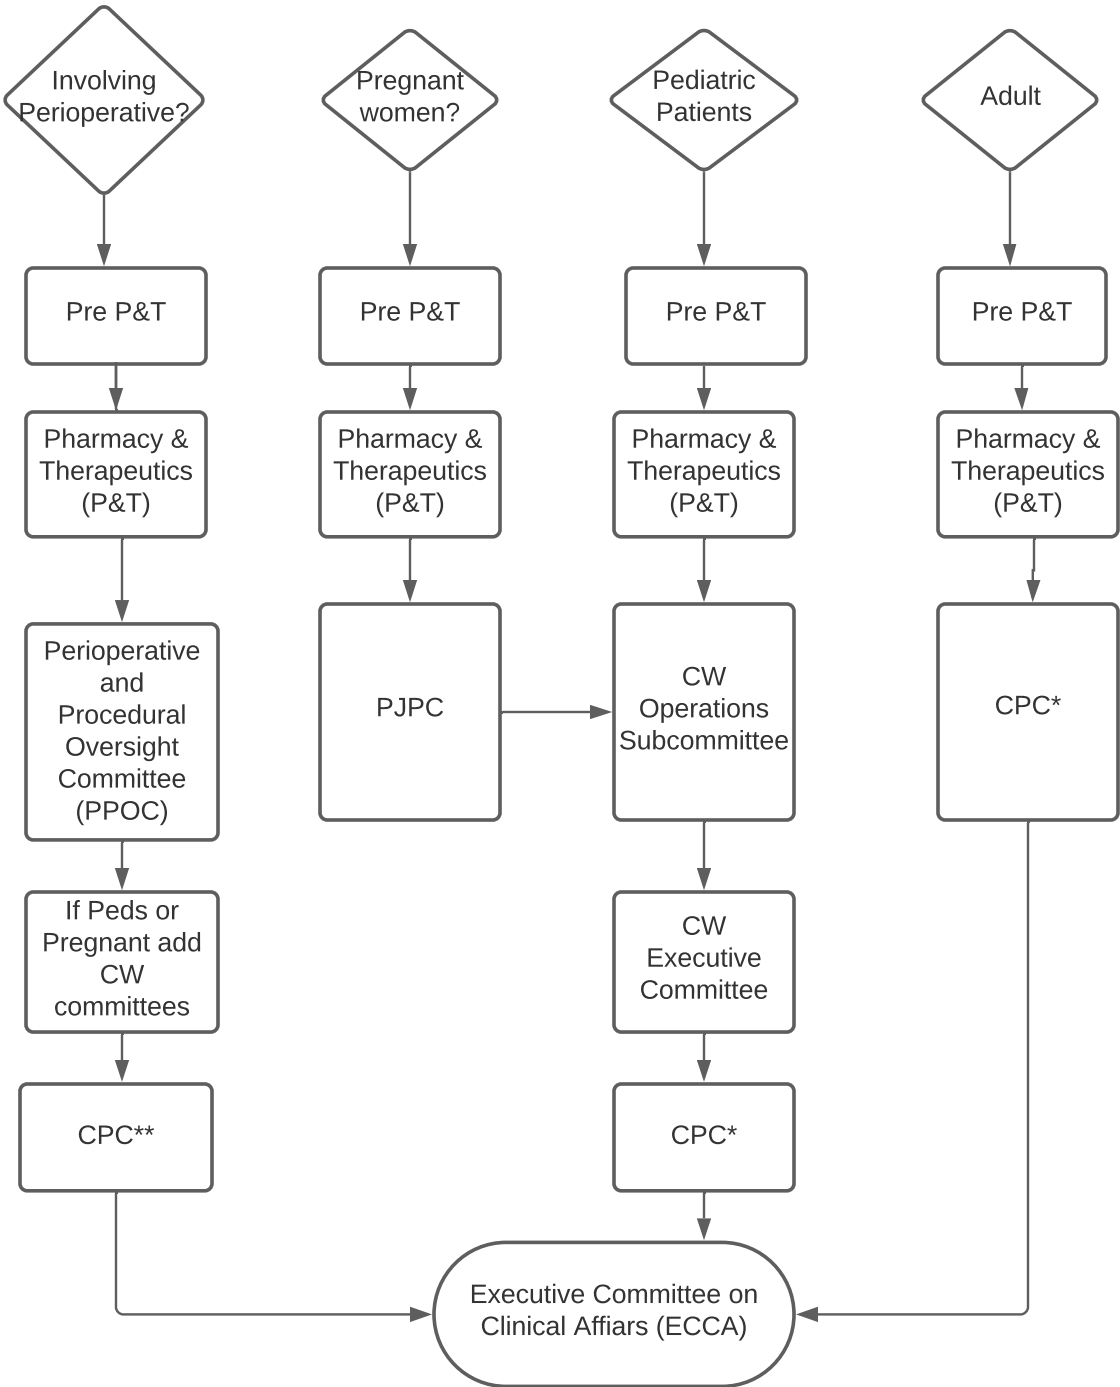 Involving
Perioperative?
Pregnant
women?
Pediatric
Patients
Adult
Pre P&T
Pre P&T
Pre P&T
Pre P&T
Pharmacy &
Therapeutics
(P&T)
Pharmacy &
Therapeutics
(P&T)
Pharmacy &
Therapeutics
(P&T)
Pharmacy &
Therapeutics
(P&T)
Perioperative
and
Procedural
Oversight
Committee
(PPOC)
PJPC
CW
Operations
Subcommittee
CPC*
If Peds or
Pregnant add
CW
committees
CW
Executive
Committee
CPC**
CPC*
Executive Committee on
Clinical Affiars (ECCA)